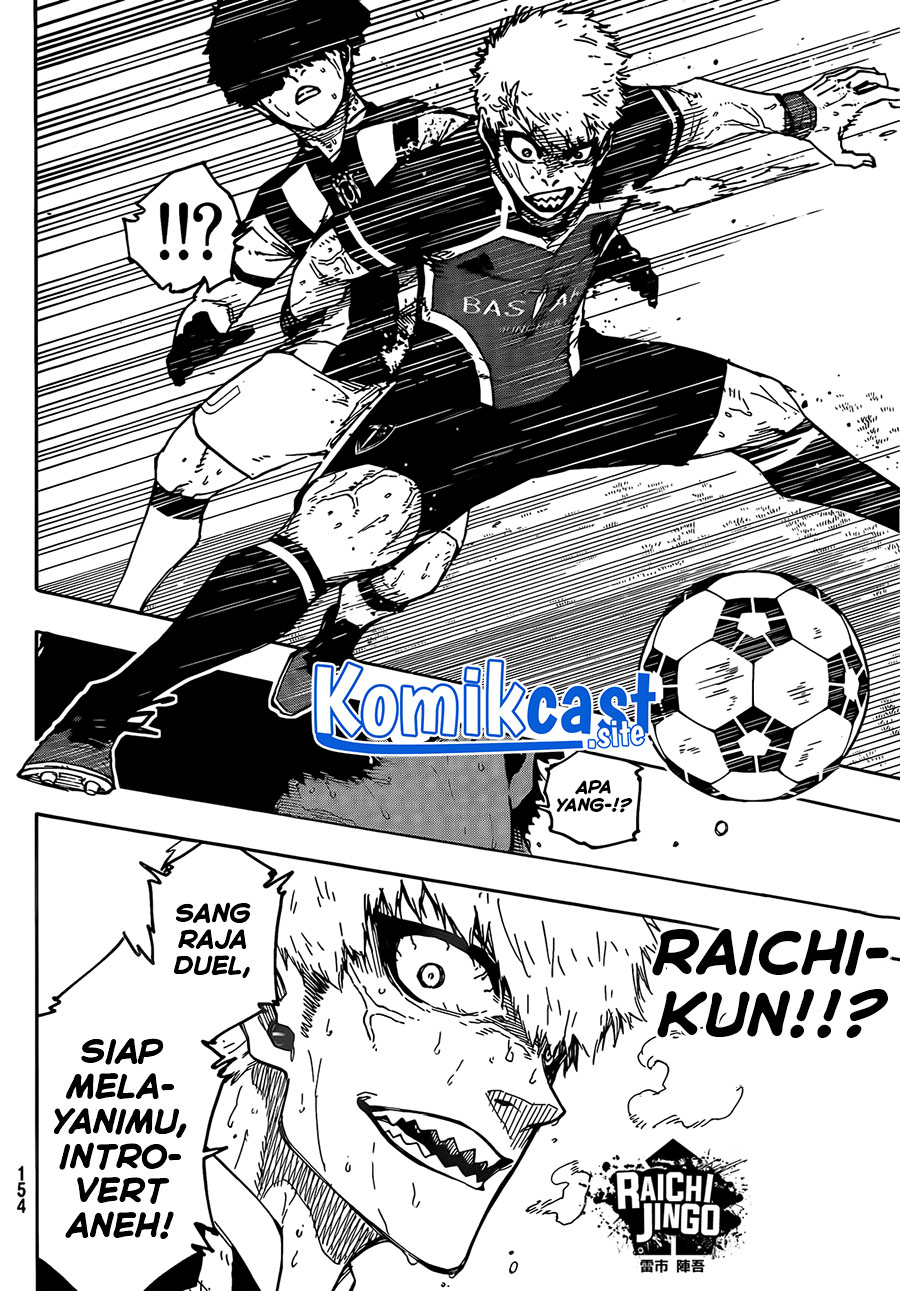 !!?
BAS
Komikcast
.site
APA
YANG-!?
RAICHI-
KUN!!?
SANG
RAJA
DUEL,
SIAP
MELA-
YANIMU,
INTRO-
VERT
ANEH!
RAICHI
JINGO
雷市 陣吾
154